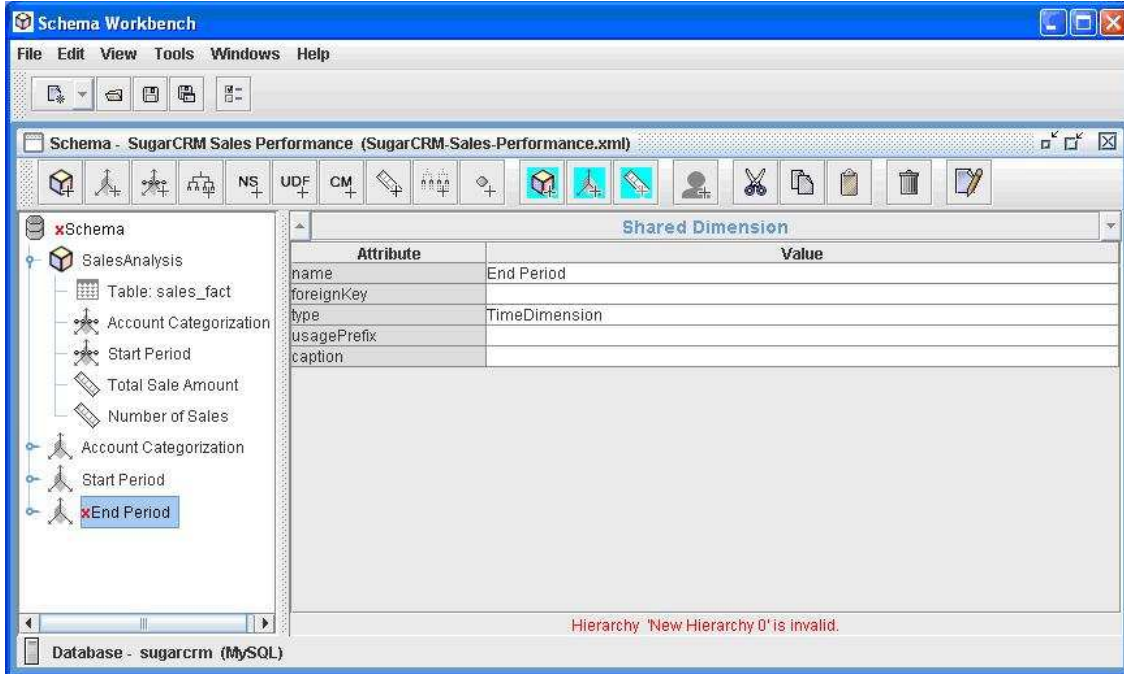 Schema Workbench
File Edit View Tools Windows Help
Schema - SugarCRM Sales Performance (SugarCRM-Sales-Performance.xml)
NS UDF CM
xSchema
SalesAnalysis
Table: sales_fact
Account Categorization
Start Period
Total Sale Amount
Number of Sales
Account Categorization
Start Period
xEnd Period
Shared Dimension
Attribute Value
name End Period
foreignKey
type TimeDimension
usagePrefix
caption
Hierarchy 'New Hierarchy 0' is invalid.
Database - sugarcrm (MySQL)